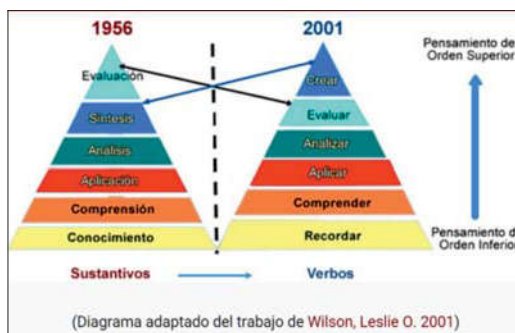 1956
2001
Pensamiento de
Orden Superior
Evaluación
Crear
Síntesis
Evaluar
Análisis
Analizar
Aplicación
Aplicar
Comprensión
Comprender
Conocimiento
Recordar
Pensamiento d
Orden Inferior
Sustantivos
Verbos
(Diagrama adaptado del trabajo de Wilson, Leslie O. 2001)